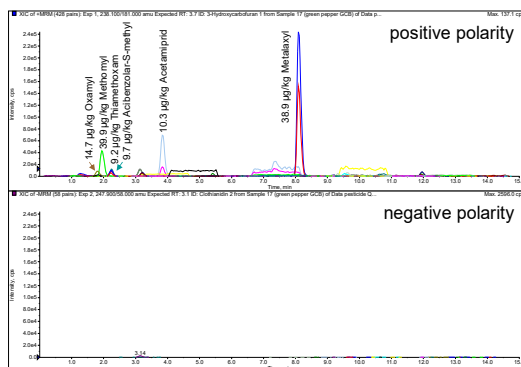 XIC of +MRM (428 pairs): Exp 1, 238.100/181.000 amu Expected RT: 3.7 ID: 3-Hydroxycarbofuran 1 from Sample 17 (green pepper GCB) of Data p...
Max. 137.1 cp
positive polarity
14.7 µg/kg Oxamyl
39.9 µg/kg Methomyl
9.2 µg/kg Thiamethoxam
9.7 µg/kg Acibenzolar-S-methyl
10.3 µg/kg Acetamiprid
38.9 µg/kg Metalaxyl
Intensity, cps
2.4e5
2.2e5
2.0e5
1.8e5
1.6e5
1.4e5
1.2e5
1.0e5
8.0e4
6.0e4
4.0e4
2.0e4
0.0
1.0 2.0 3.0 4.0 5.0 6.0 7.0 8.0 9.0 10.0 11.0 12.0 13.0 14.0 15.
Time, min
XIC of -MRM (58 pairs): Exp 2, 247.900/58.000 amu Expected RT: 3.1 ID: Clothianidin 2 from Sample 17 (green pepper GCB) of Data pesticida Q...
Max. 2596.0 cp
negative polarity
Intensity, cps
2.4e5
2.2e5
2.0e5
1.8e5
1.6e5
1.4e5
1.2e5
1.0e5
8.0e4
6.0e4
4.0e4
2.0e4
0.0
3.14
1.0 2.0 3.0 4.0 5.0 6.0 7.0 8.0 9.0 10.0 11.0 12.0 13.0 14.0 15.